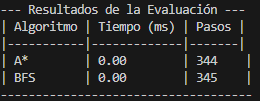 --- Resultados de la Evaluación ---
| Algoritmo | Tiempo (ms) | Pasos |
|-----------|-------------|-------|
| A* | 0.00 | 344 |
| BFS | 0.00 | 345 |
-----------------------------------